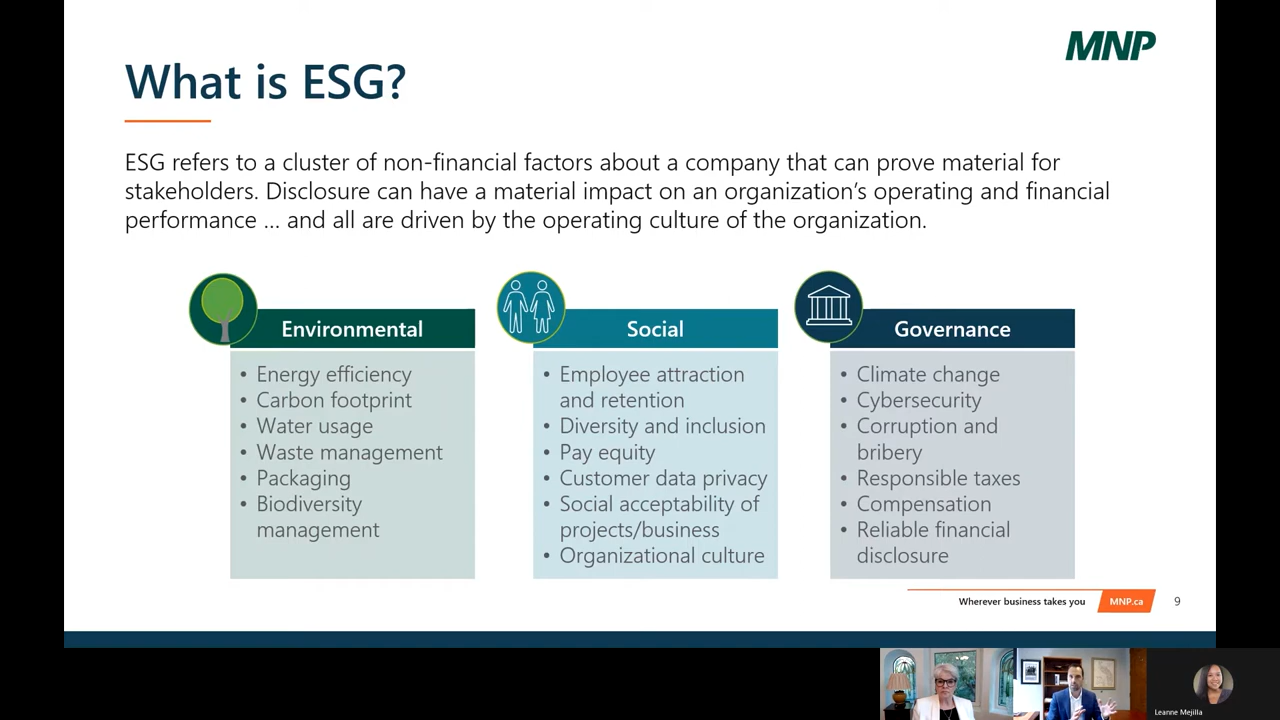 MNP
What is ESG?
ESG refers to a cluster of non-financial factors about a company that can prove material for
stakeholders. Disclosure can have a material impact on an organization's operating and financial
performance ... and all are driven by the operating culture of the organization.
Environmental
• Energy efficiency
• Carbon footprint
• Water usage
• Waste management
• Packaging
• Biodiversity
management
Social
• Employee attraction
and retention
• Diversity and inclusion
• Pay equity
• Customer data privacy
• Social acceptability of
projects/business
• Organizational culture
Governance
• Climate change
• Cybersecurity
• Corruption and
bribery
• Responsible taxes
• Compensation
• Reliable financial
disclosure
Wherever business takes you
MNP.ca
9
Leanne Mejilla